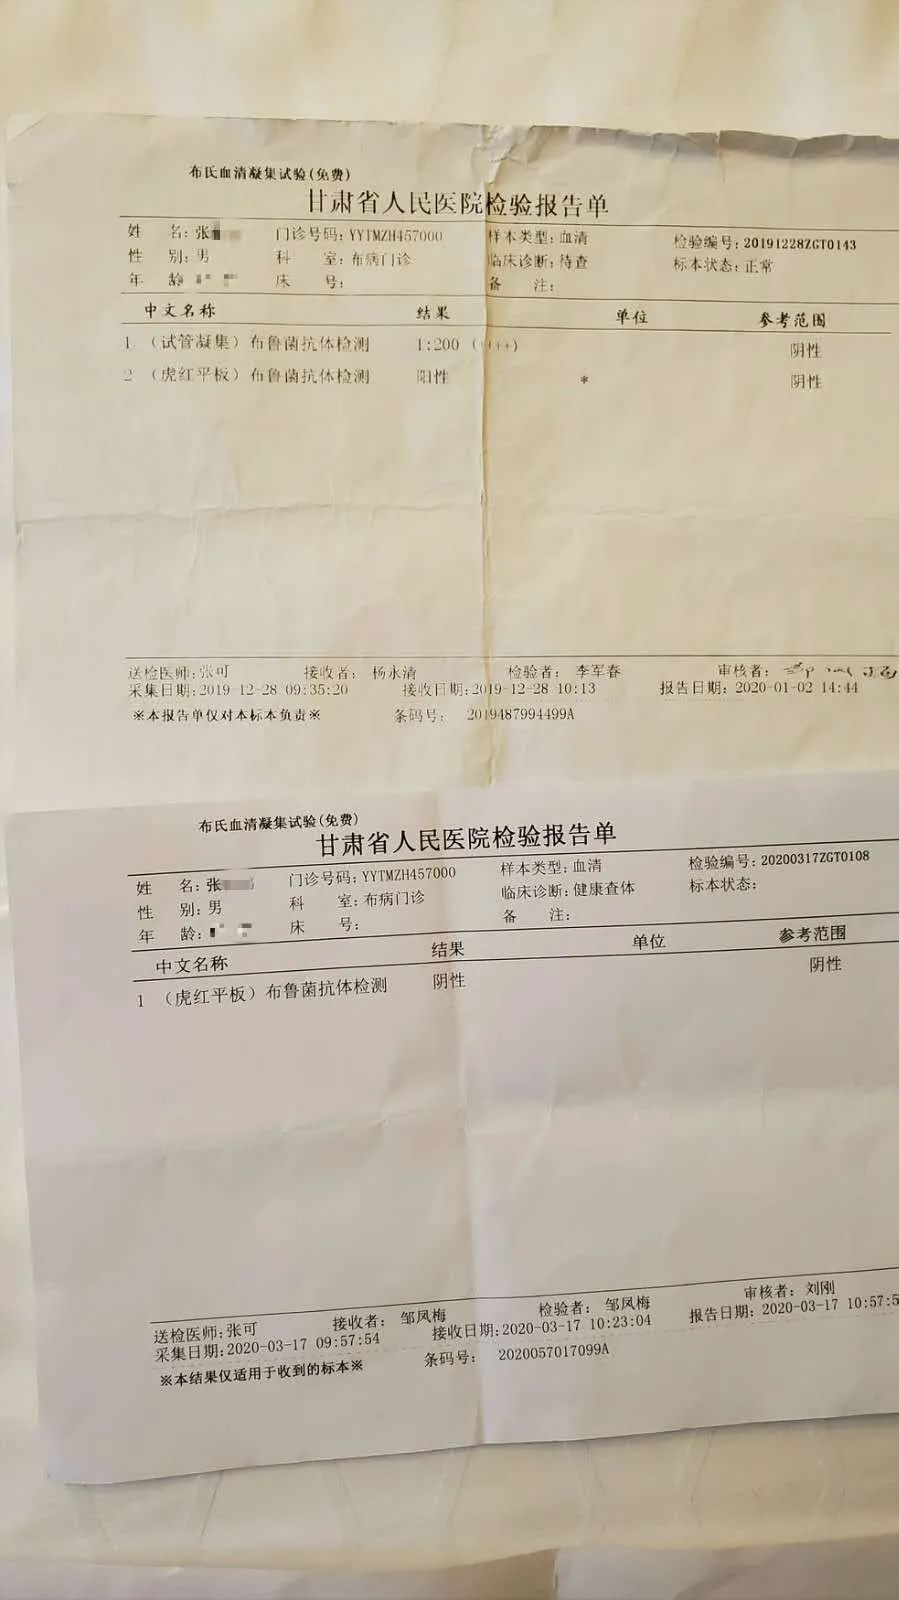 布氏血清凝集试验(免费)
甘肃省人民医院检验报告单
姓 名:张 门诊号码:YYTMZH457000 样本类型:血清 检验编号:20191228ZGT0143
性 别:男 科 室:布病门诊 临床诊断:待查 标本状态:正常
年 龄: 床 号: 备 注:
中文名称 结果 单位 参考范围
1 (试管凝集)布鲁菌抗体检测 1:200 (++++) 阴性
2 (虎红平板)布鲁菌抗体检测 阳性 * 阴性
送检医师:张可 接收者: 杨永清 检验者: 李军春 审核者:
采集日期:2019-12-28 09:35:20 接收日期:2019-12-28 10:13 报告日期: 2020-01-02 14:44
※本报告单仅对本标本负责※ 条码号: 2019487994499A
布氏血清凝集试验(免费)
甘肃省人民医院检验报告单
姓 名:张 门诊号码:YYTMZH457000 样本类型:血清 检验编号:20200317ZGT0108
性 别:男 科 室:布病门诊 临床诊断:健康查体 标本状态:
年 龄: 床 号: 备 注:
中文名称 结果 单位 参考范围
1 (虎红平板)布鲁菌抗体检测 阴性 阴性
送检医师:张可 接收者: 邹凤梅 检验者: 邹凤梅 审核者: 刘刚
采集日期:2020-03-17 09:57:54 接收日期:2020-03-17 10:23:04 报告日期: 2020-03-17 10:57:5
※本结果仅适用于收到的标本※ 条码号: 2020057017099A